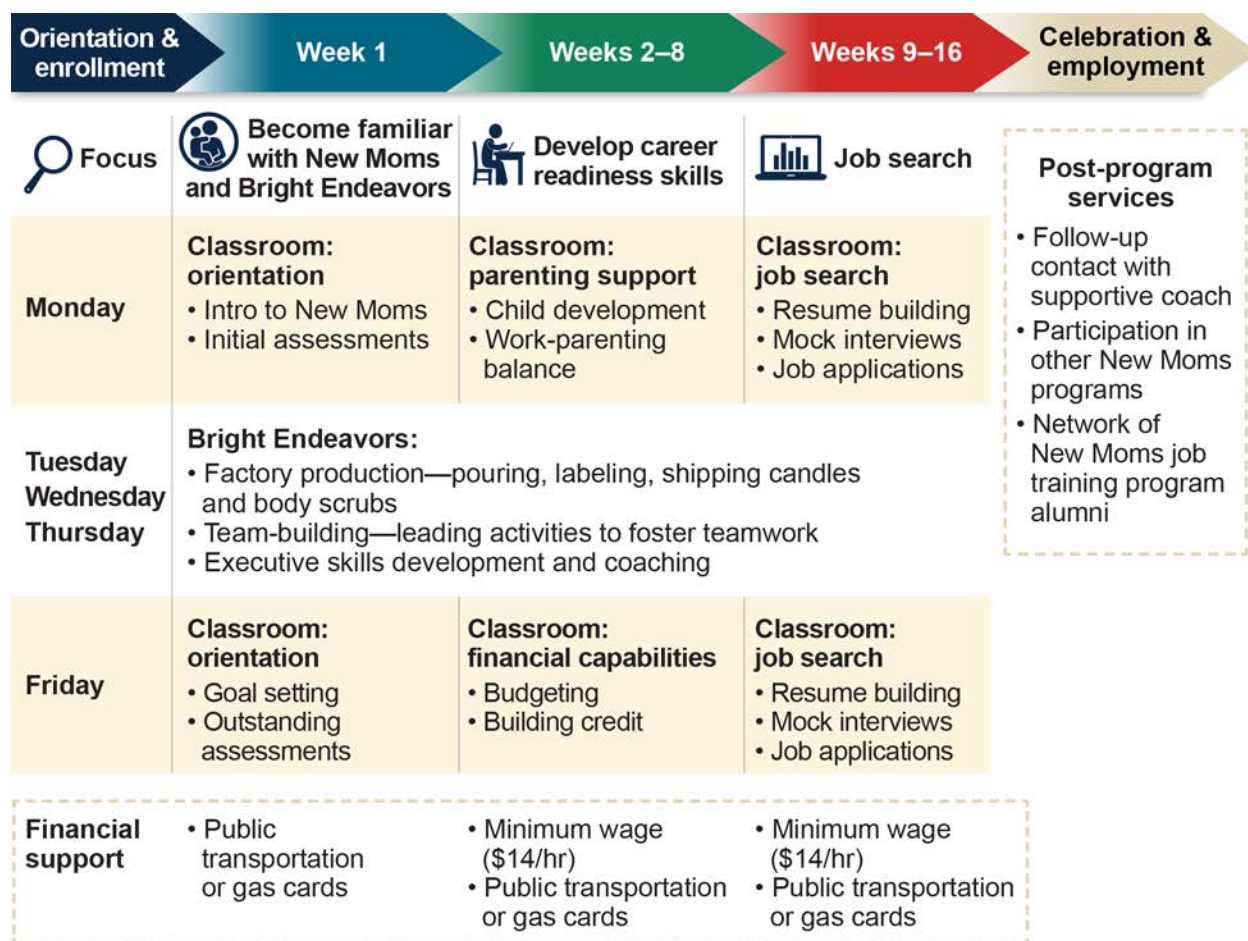 Orientation &
enrollment
Week 1
Weeks 2–8
Weeks 9–16
Celebration &
employment
Focus
Become familiar
with New Moms
and Bright Endeavors
Develop career
readiness skills
Job search
Monday
Classroom:
orientation
• Intro to New Moms
• Initial assessments
Classroom:
parenting support
• Child development
• Work-parenting
balance
Classroom:
job search
• Resume building
• Mock interviews
• Job applications
Tuesday
Wednesday
Thursday
Bright Endeavors:
• Factory production—pouring, labeling, shipping candles
and body scrubs
• Team-building—leading activities to foster teamwork
• Executive skills development and coaching
Friday
Classroom:
orientation
• Goal setting
• Outstanding
assessments
Classroom:
financial capabilities
• Budgeting
• Building credit
Classroom:
job search
• Resume building
• Mock interviews
• Job applications
Financial
support
• Public
transportation
or gas cards
• Minimum wage
($14/hr)
• Public transportation
or gas cards
• Minimum wage
($14/hr)
• Public transportation
or gas cards
Post-program
services
• Follow-up
contact with
supportive coach
• Participation in
other New Moms
programs
• Network of
New Moms job
training program
alumni